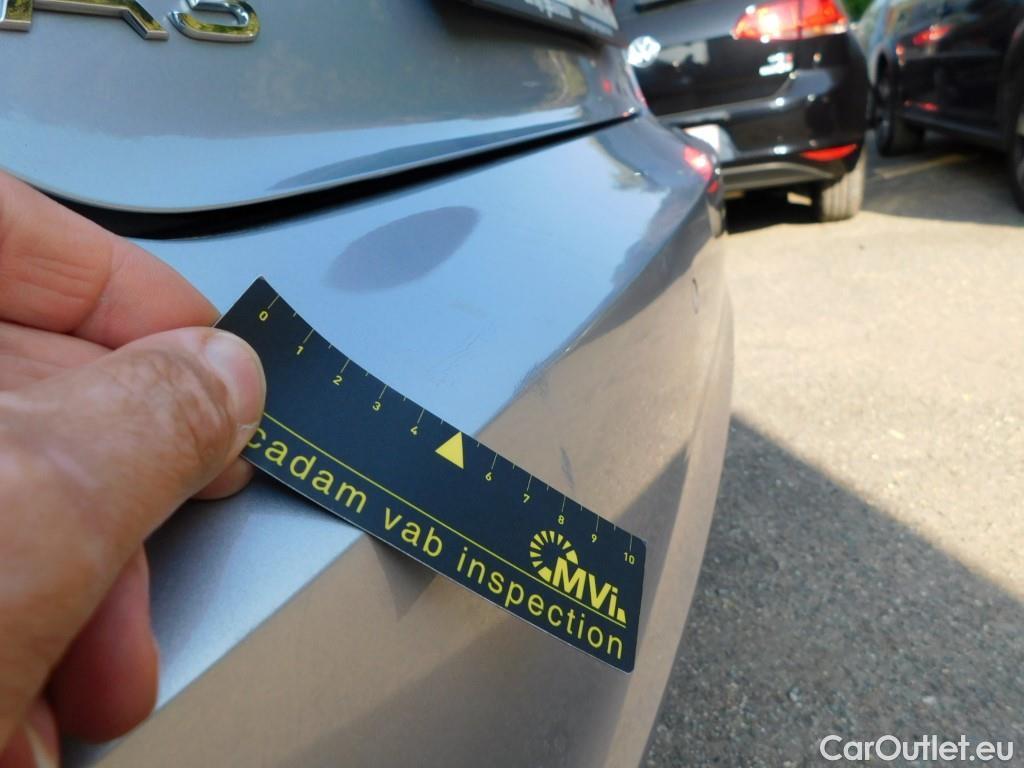 0 1 2 3 4 6 7 8 9 10
MVi
cadam vab inspection
CarOutlet.eu